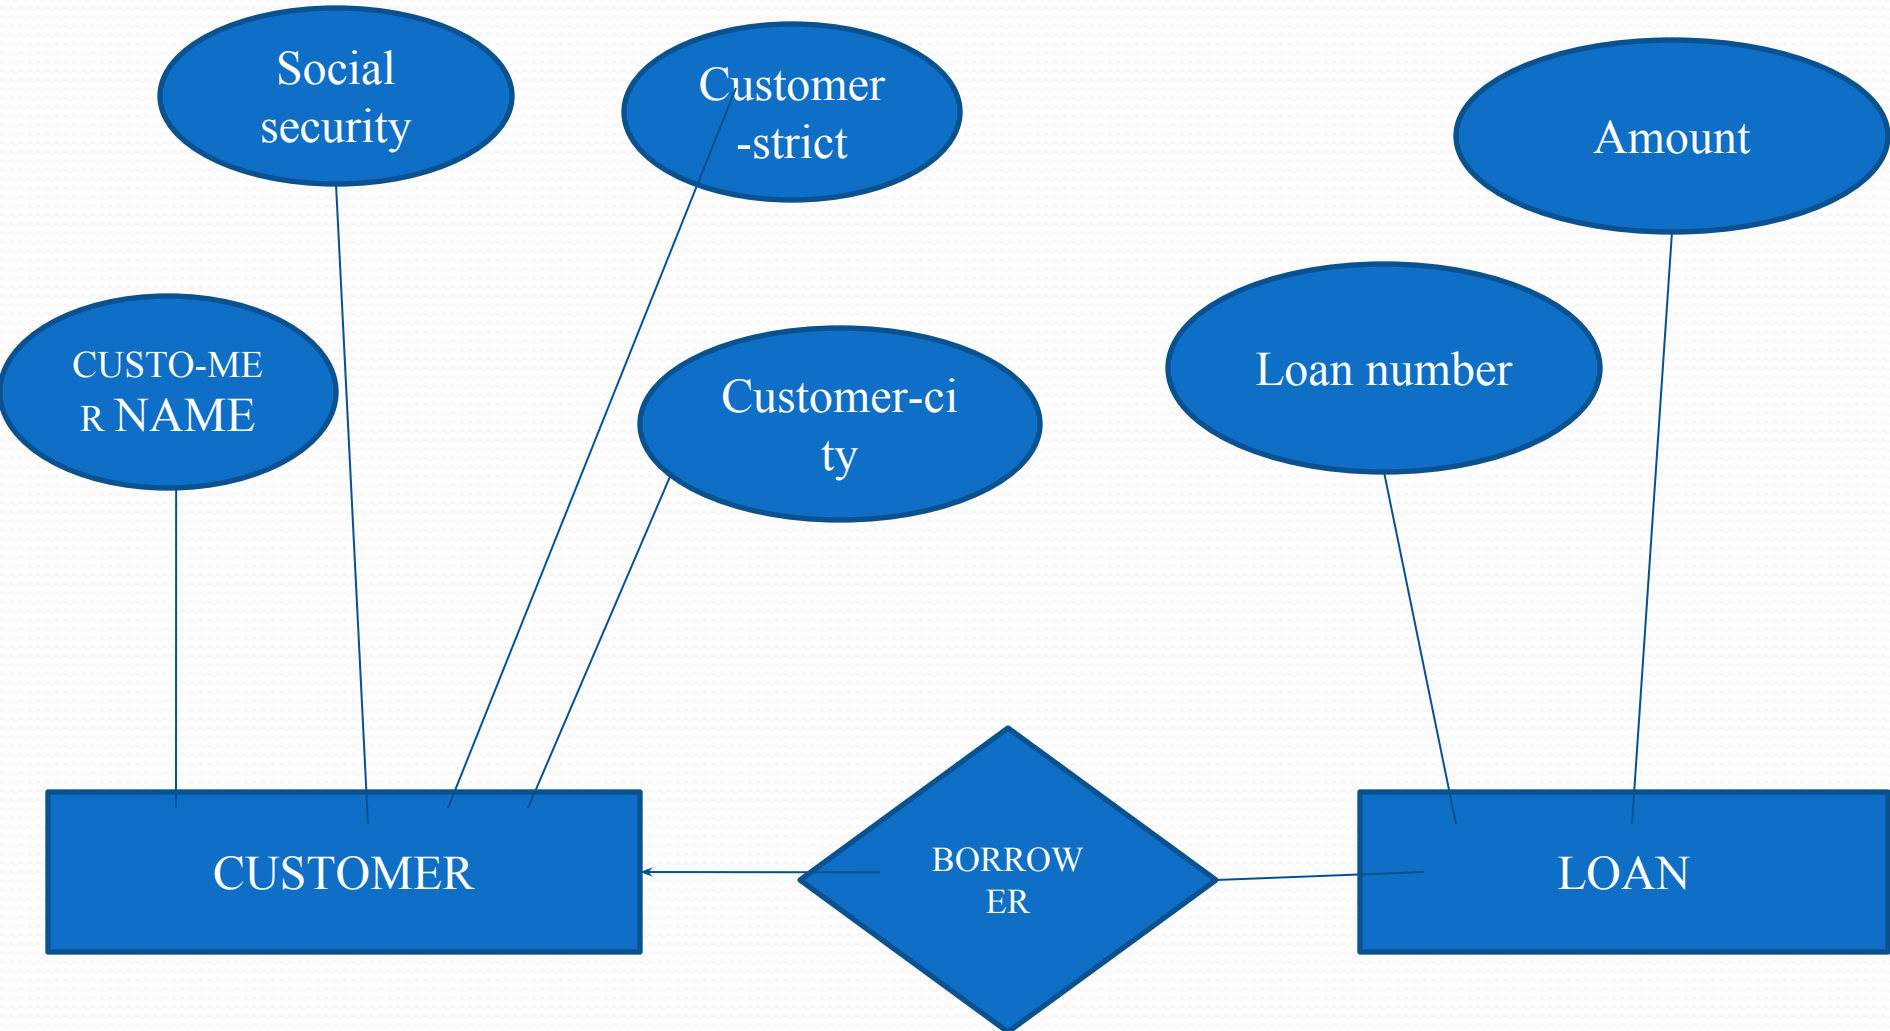 Social
security
Customer
-strict
Amount
CUSTO-ME
R NAME
Customer-ci
ty
Loan number
CUSTOMER
BORROW
ER
LOAN